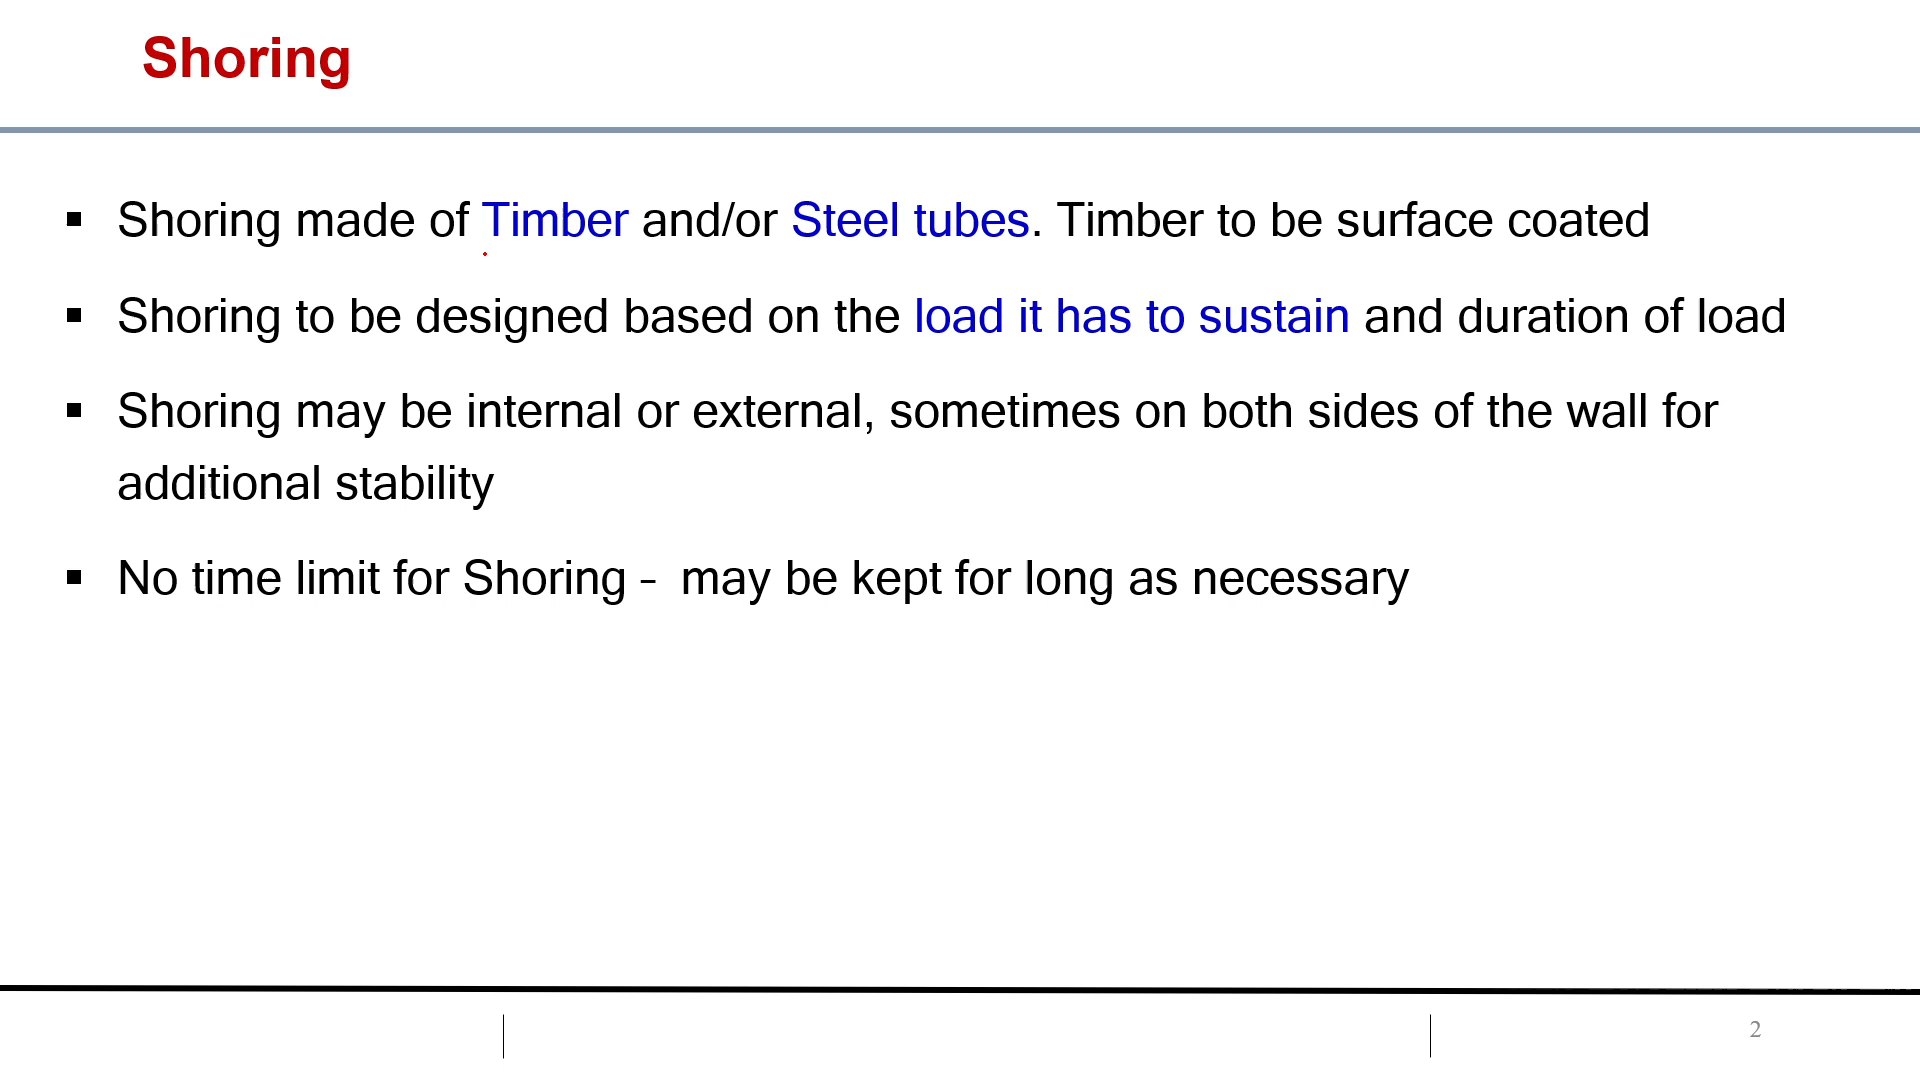 Shoring
▪ Shoring made of Timber and/or Steel tubes. Timber to be surface coated
▪ Shoring to be designed based on the load it has to sustain and duration of load
▪ Shoring may be internal or external, sometimes on both sides of the wall for
additional stability
▪ No time limit for Shoring – may be kept for long as necessary
2